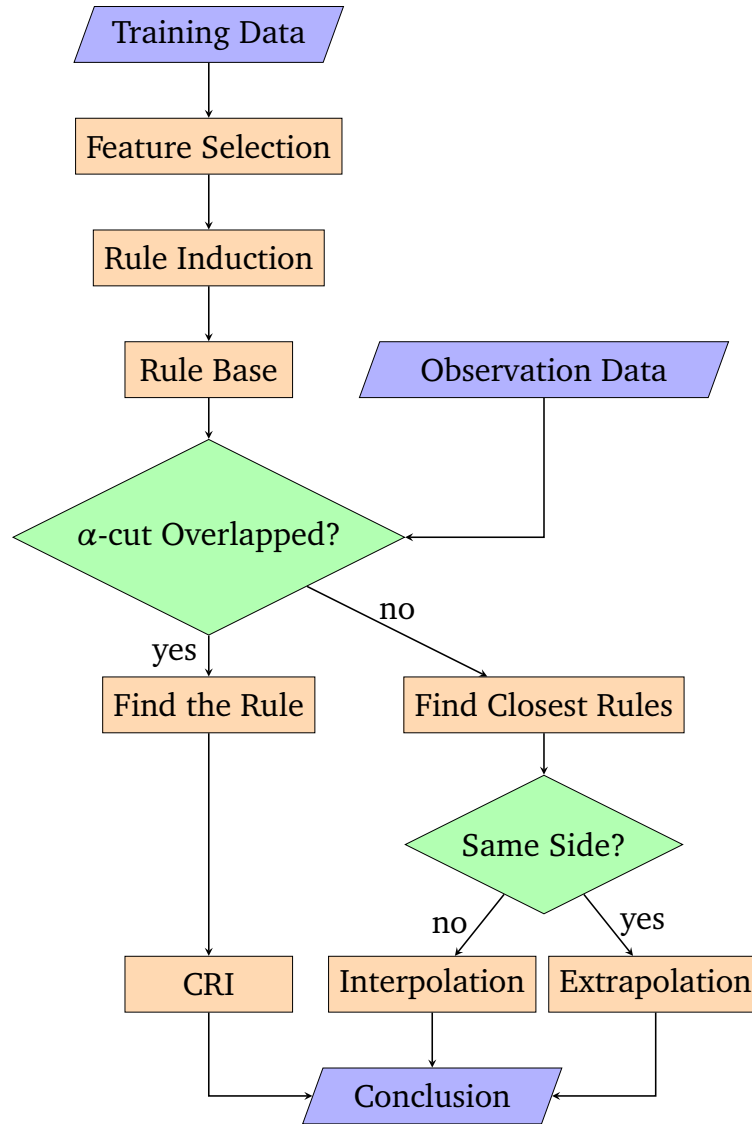 Training Data
Feature Selection
Rule Induction
Rule Base
Observation Data
α-cut Overlapped?
no
yes
Find the Rule
Find Closest Rules
Same Side?
no
yes
CRI
Interpolation
Extrapolation
Conclusion